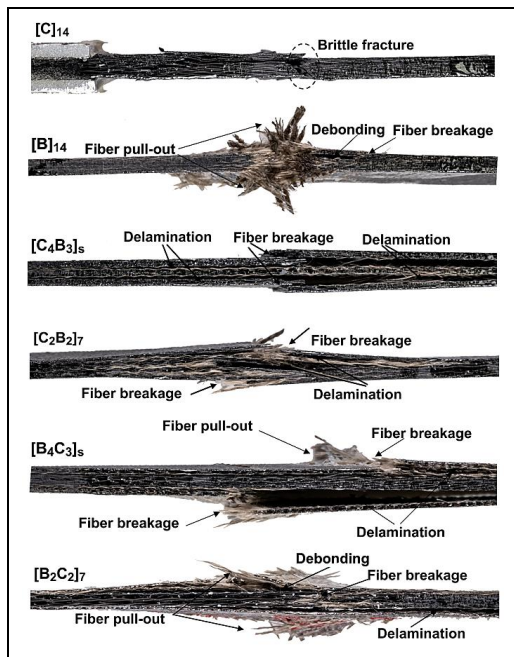 [C]14
Brittle fracture
[B]14
Debonding
Fiber breakage
Fiber pull-out
[C4B3]s
Delamination
Fiber breakage
Delamination
[C2B2]7
Fiber breakage
Fiber breakage
Delamination
[B4C3]s
Fiber pull-out
Fiber breakage
Fiber breakage
Delamination
[B2C2]7
Debonding
Fiber breakage
Fiber pull-out
Delamination